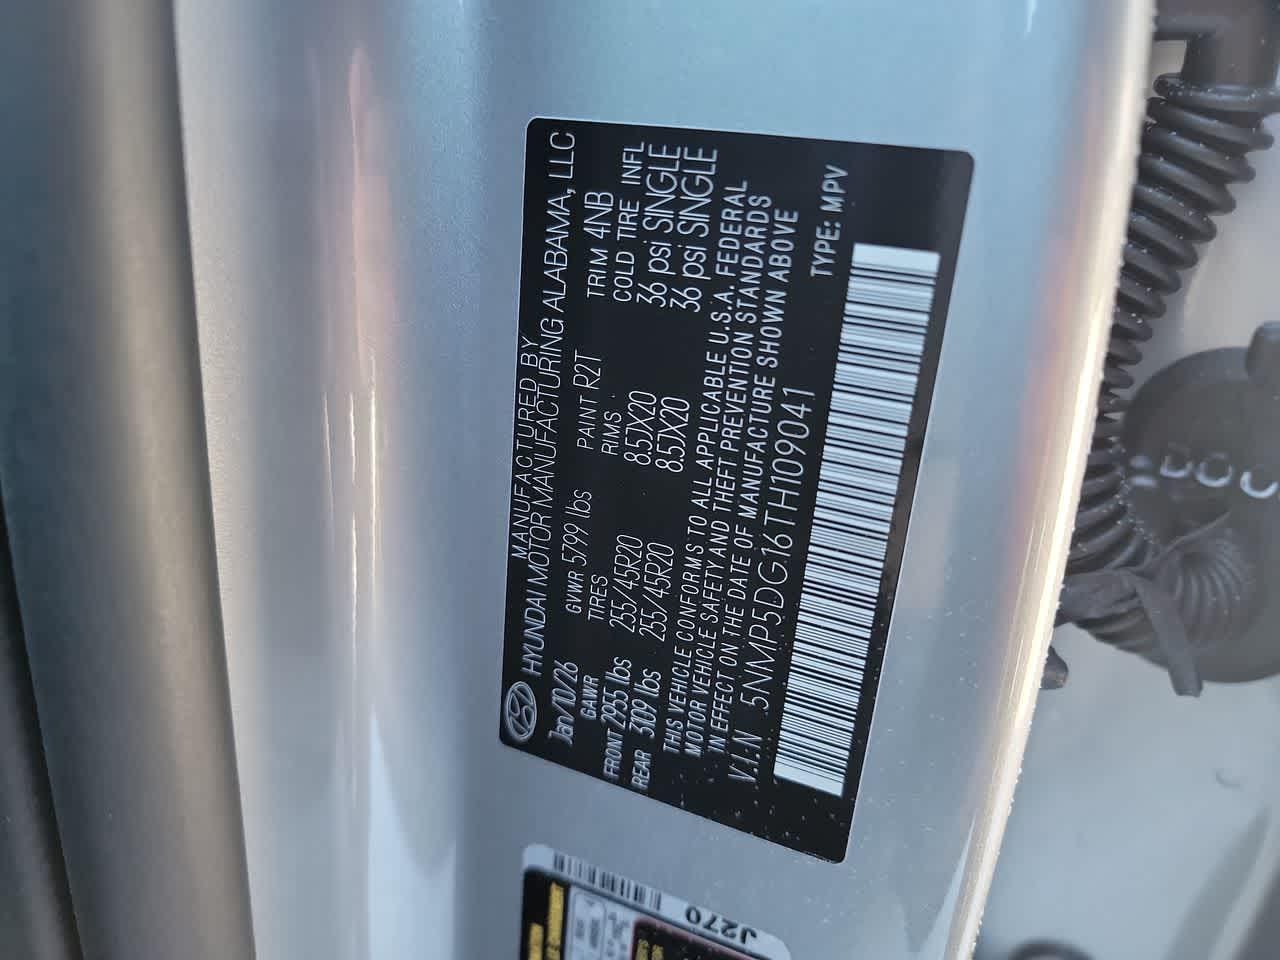 MANUFACTURED BY
HYUNDAI MOTOR MANUFACTURING ALABAMA, LLC
Jan/10/26 GVWR 5799 lbs PAINT R2T TRIM 4NB
GAWR TIRES RIMS COLD TIRE INFL
FRONT 2955 lbs 255/45R20 8.5JX20 36 psi SINGLE
REAR 3109 lbs 255/45R20 8.5JX20 36 psi SINGLE
THIS VEHICLE CONFORMS TO ALL APPLICABLE U.S.A. FEDERAL
MOTOR VEHICLE SAFETY AND THEFT PREVENTION STANDARDS
IN EFFECT ON THE DATE OF MANUFACTURE SHOWN ABOVE
V.I.N 5NMP5DG16TH109041 TYPE: MPV
J270